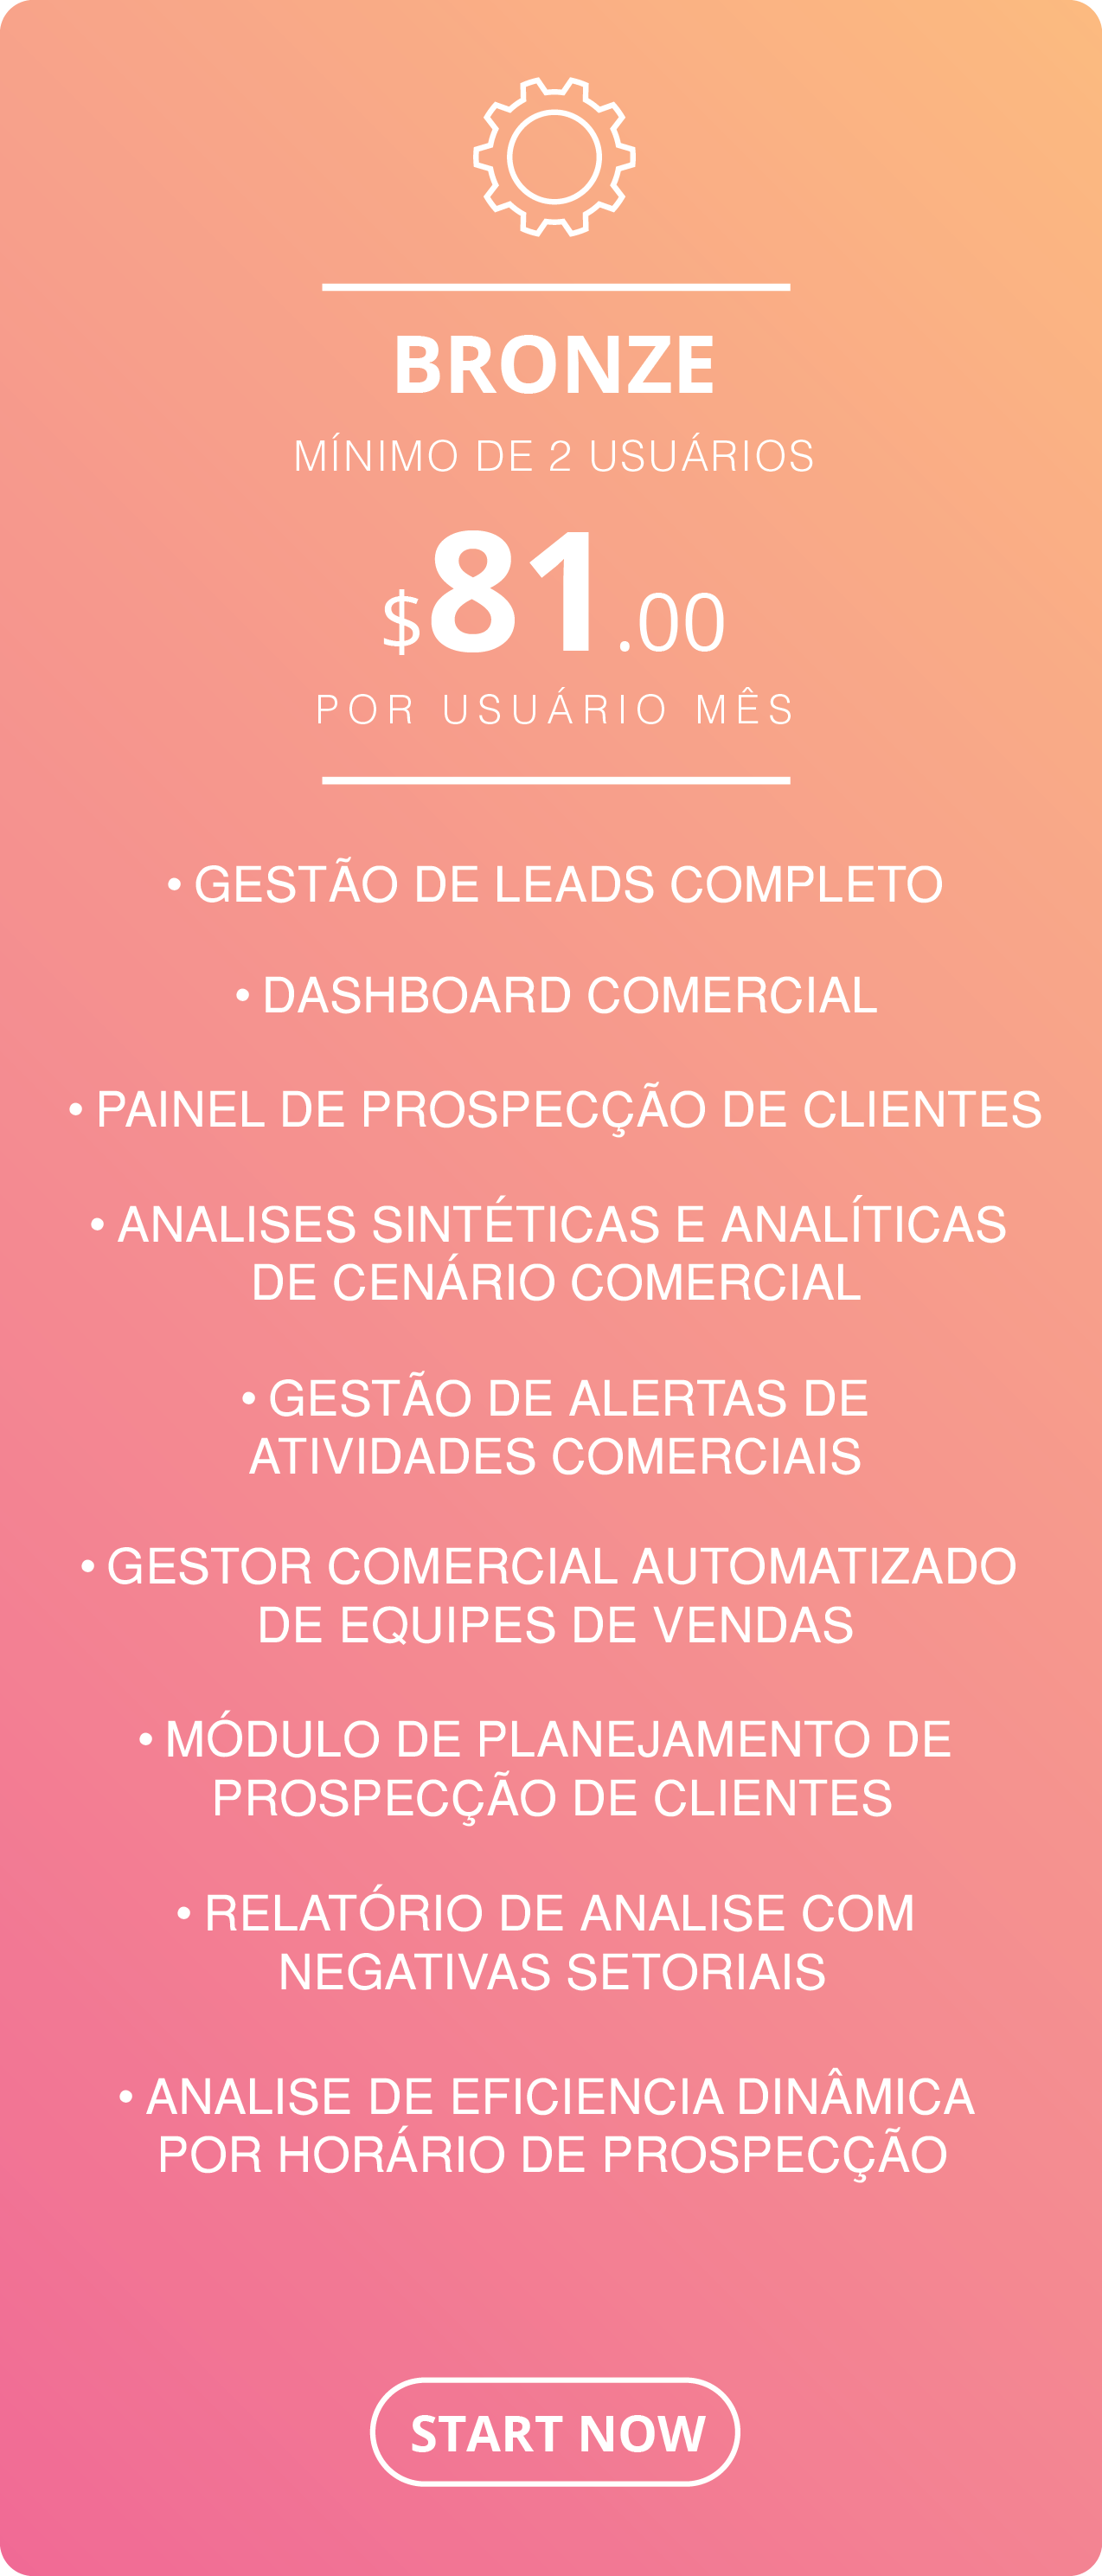 BRONZE
MÍNIMO DE 2 USUÁRIOS
$81.00
POR USUÁRIO MÊS
• GESTÃO DE LEADS COMPLETO
• DASHBOARD COMERCIAL
• PAINEL DE PROSPECÇÃO DE CLIENTES
• ANALISES SINTÉTICAS E ANALÍTICAS
DE CENÁRIO COMERCIAL
• GESTÃO DE ALERTAS DE
ATIVIDADES COMERCIAIS
• GESTOR COMERCIAL AUTOMATIZADO
DE EQUIPES DE VENDAS
• MÓDULO DE PLANEJAMENTO DE
PROSPECÇÃO DE CLIENTES
• RELATÓRIO DE ANALISE COM
NEGATIVAS SETORIAIS
• ANALISE DE EFICIENCIA DINÂMICA
POR HORÁRIO DE PROSPECÇÃO
START NOW